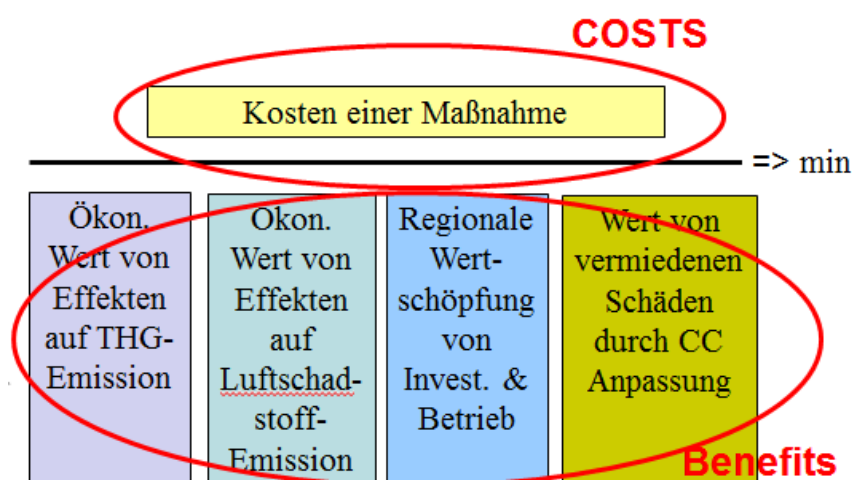 COSTS
Kosten einer Maßnahme
=> min
Ökon.
Wert von
Effekten
auf THG-
Emission
Okon.
Wert von
Effekten
auf
Luftschad-
stoff-
Emission
Regionale
Wert-
schöpfung
von
Invest. &
Betrieb
Wert von
vermiedenen
Schäden
durch CC
Anpassung
Benefits